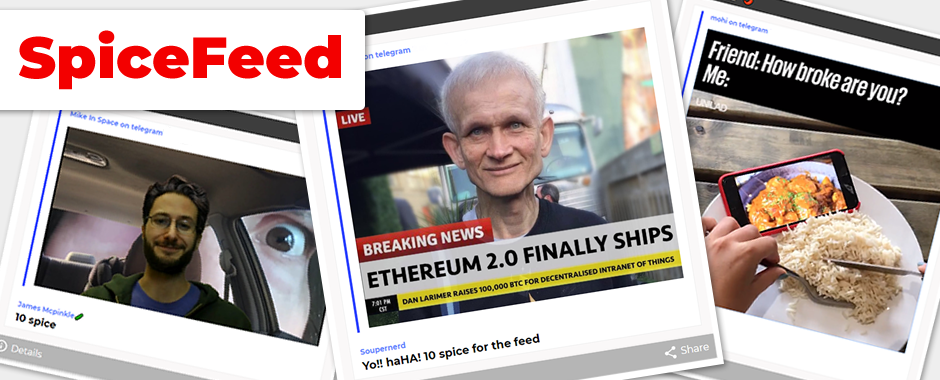 SpiceFeed
Mike In Space on telegram
James Mcpinkle
10 spice
Details
on telegram
LIVE
BREAKING NEWS
ETHEREUM 2.0 FINALLY SHIPS
7:01 PM
CST
DAN LARIMER RAISES 100,000 BTC FOR DECENTRALISED INTRANET OF THINGS
Soupernerd
Yo!! haHA! 10 spice for the feed
Share
mohi on telegram
Friend: How broke are you?
Me:
UNILAD